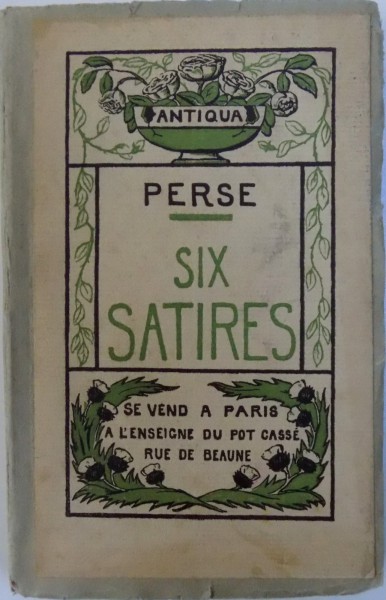 ANTIQUA
PERSE
SIX
SATIRES
SE VEND A PARIS
A L'ENSEIGNE DU POT CASSÉ
RUE DE BEAUNE